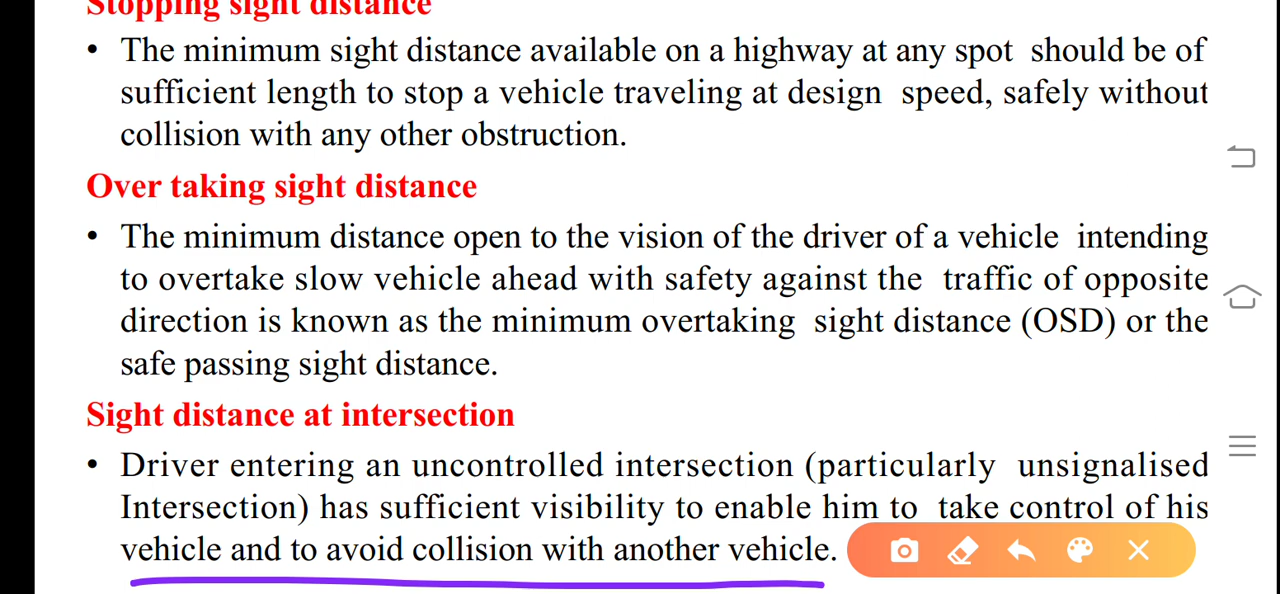 Stopping sight distance
• The minimum sight distance available on a highway at any spot should be of
sufficient length to stop a vehicle traveling at design speed, safely without
collision with any other obstruction.
Over taking sight distance
• The minimum distance open to the vision of the driver of a vehicle intending
to overtake slow vehicle ahead with safety against the traffic of opposite
direction is known as the minimum overtaking sight distance (OSD) or the
safe passing sight distance.
Sight distance at intersection
• Driver entering an uncontrolled intersection (particularly unsignalised
Intersection) has sufficient visibility to enable him to take control of his
vehicle and to avoid collision with another vehicle.